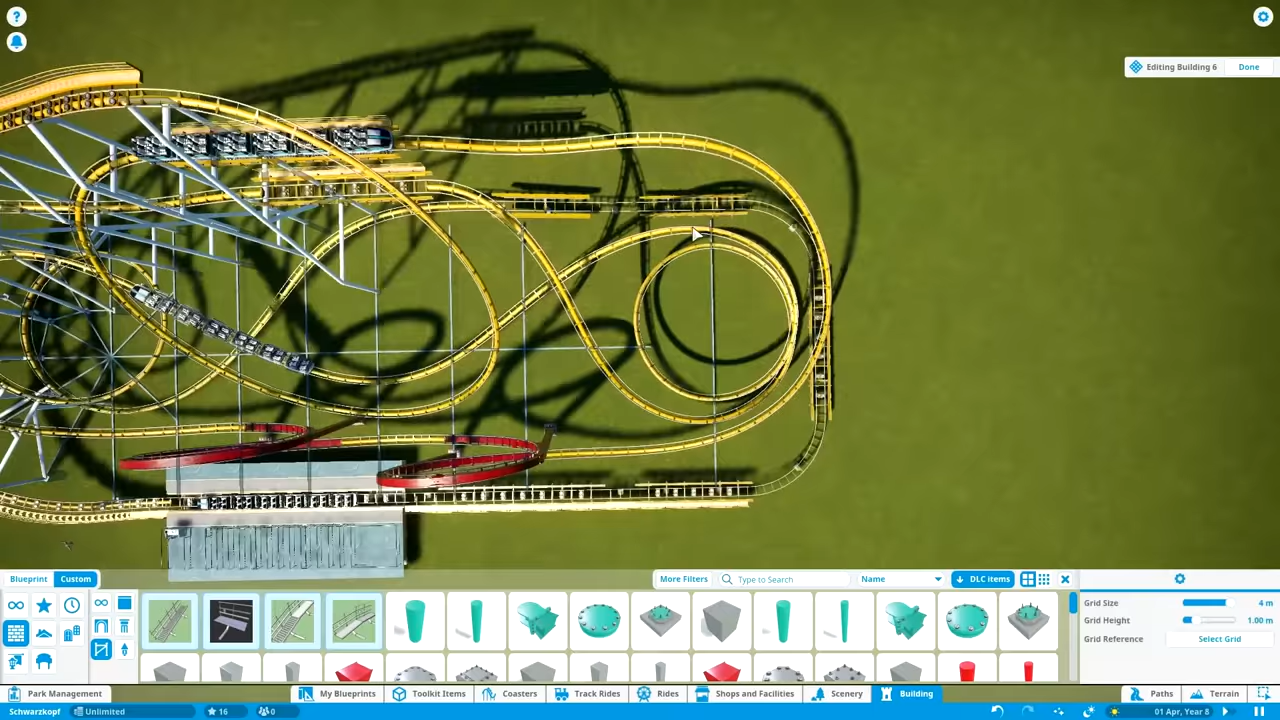 ?
Editing Building 6 Done
Blueprint Custom More Filters Type to Search Name DLC items
Grid Size 4 m
Grid Height 1.00 m
Grid Reference Select Grid
Park Management My Blueprints Toolkit Items Coasters Track Rides Rides Shops and Facilities Scenery Building Paths Terrain
Schwarzkopf Unlimited 16 0 01 Apr, Year 8